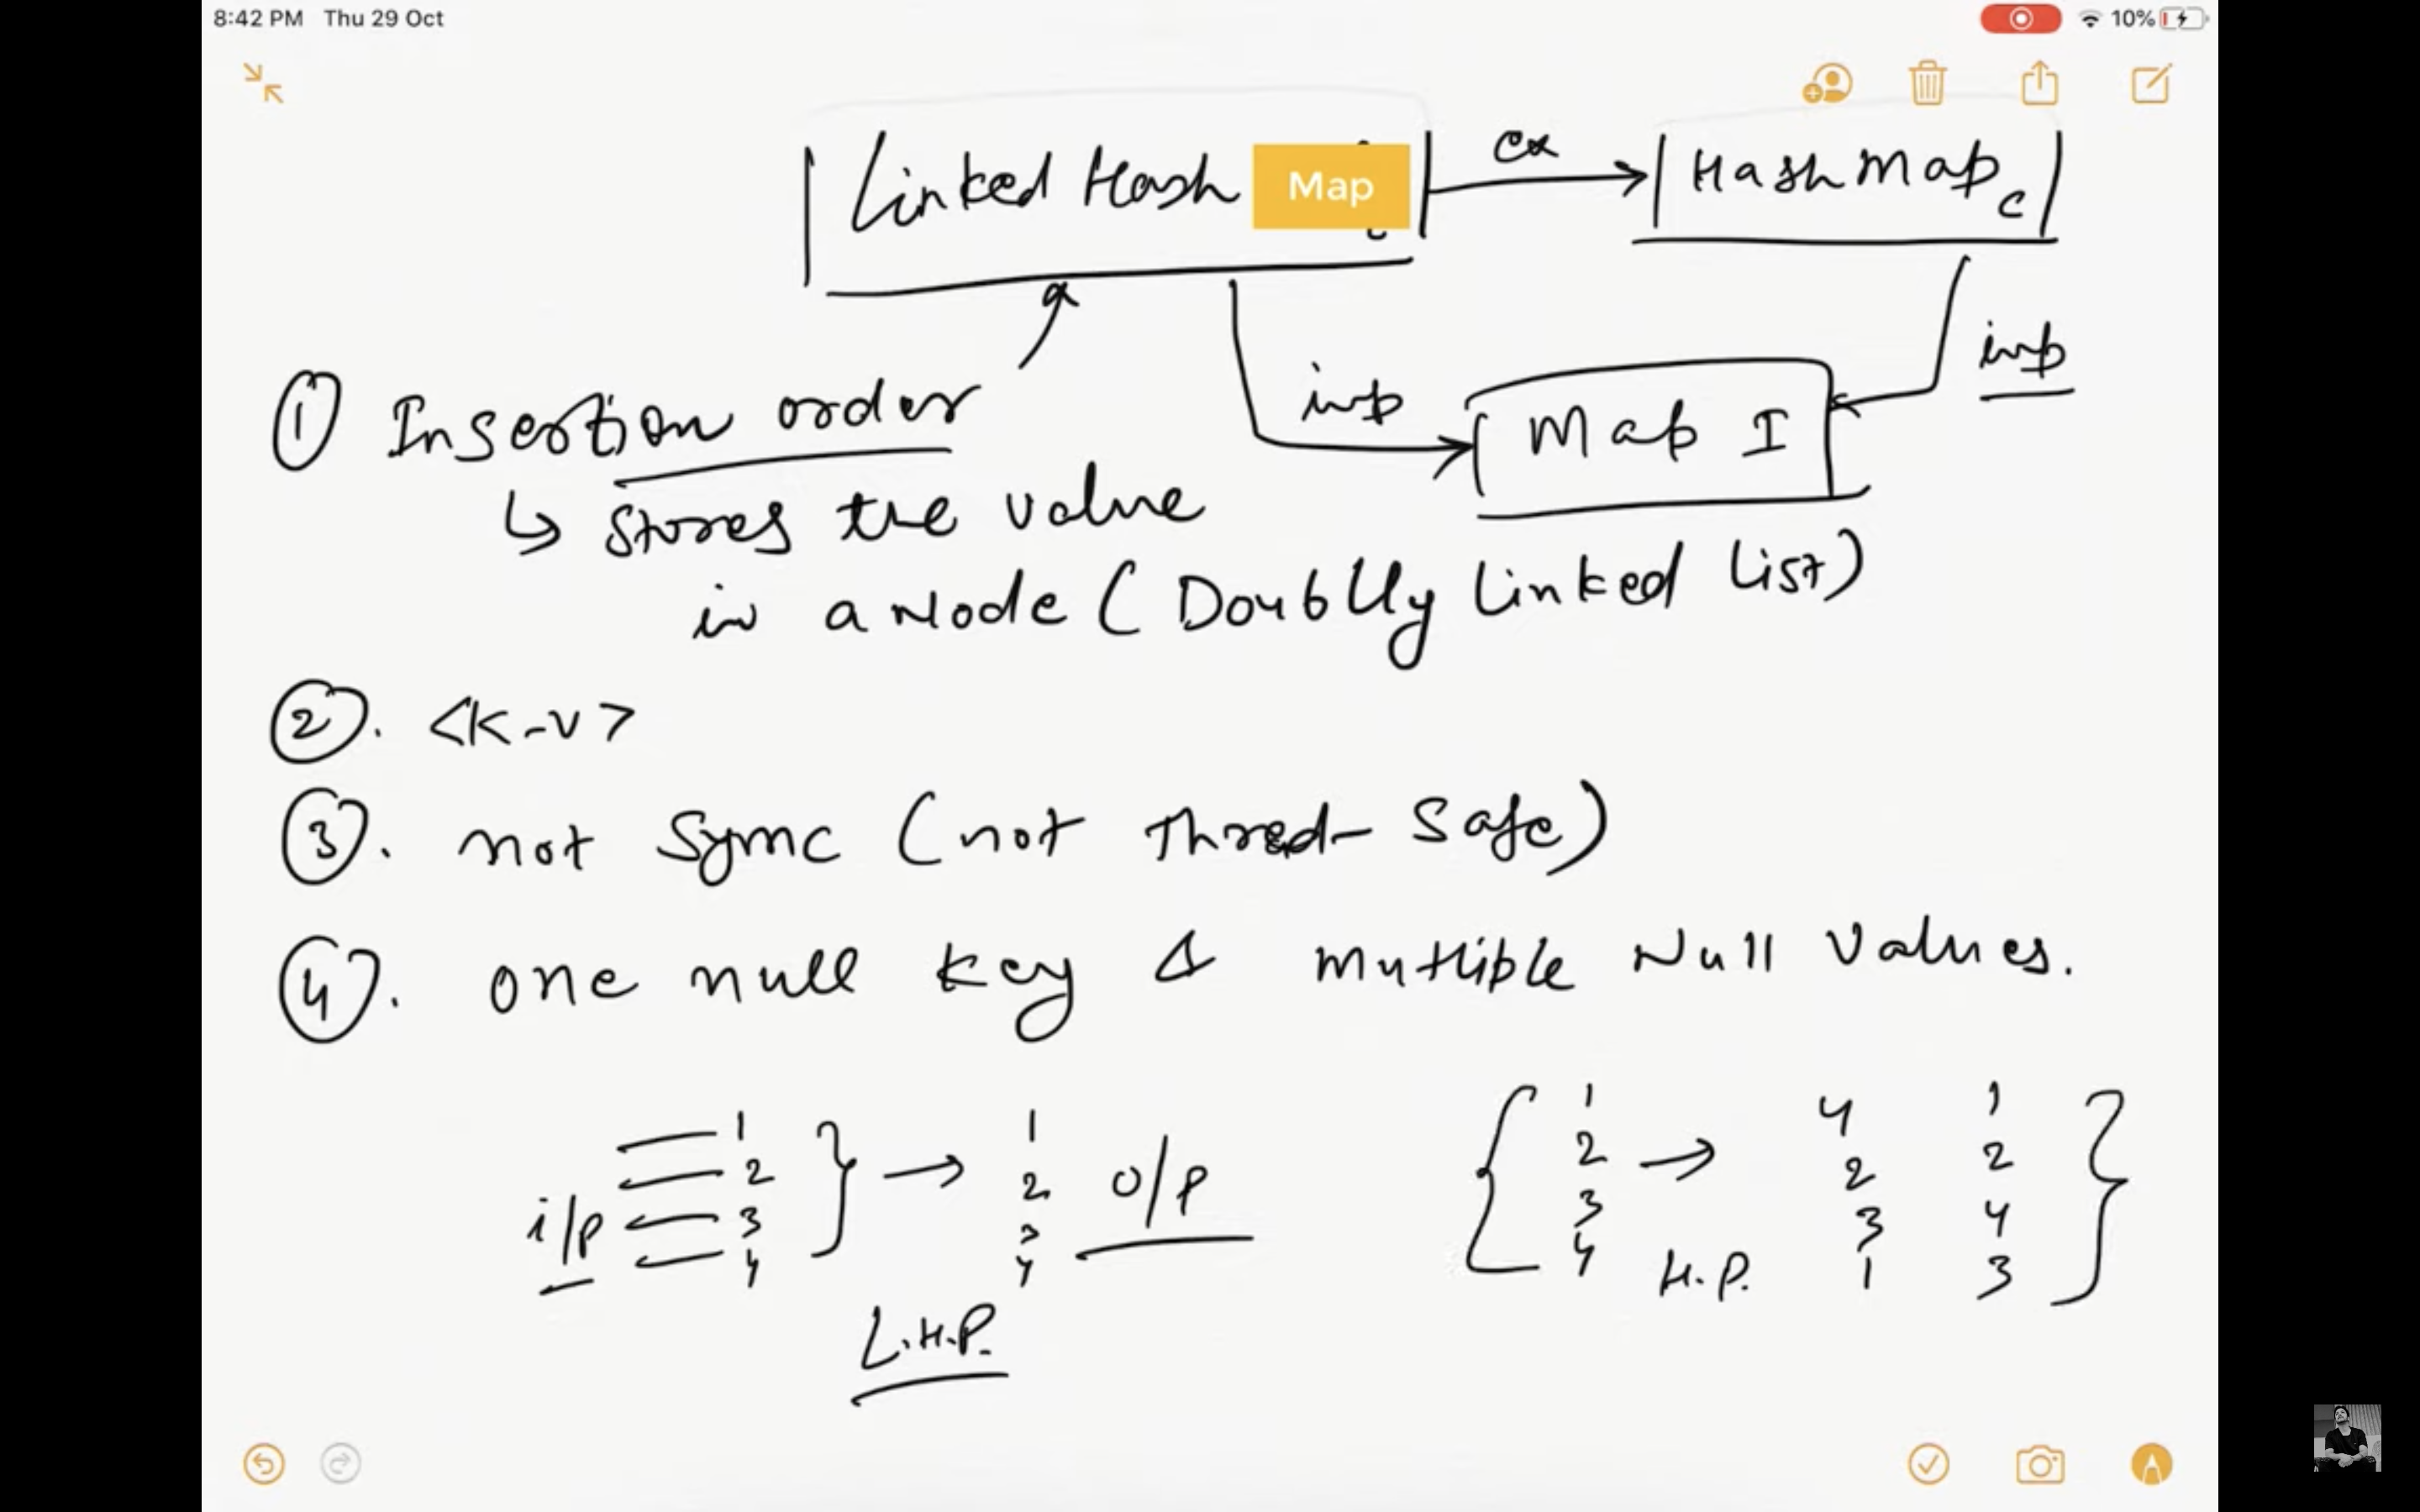 8:42 PM Thu 29 Oct
10%
Linked Hash Map
ex
HashMap c
① Insertion order
imp
imp
Map I
↳ stores the value
in a Node (Doublly Linked List)
②. <K-V>
③. not Sync (not Thred-Safe)
④. one null key & Mutliple Null Values.
i/p
1
2
3
4
→
1
2
3
4
O/P
L.H.P.
1
2
3
4
→
H.P.
4
2
3
1
1
2
4
3